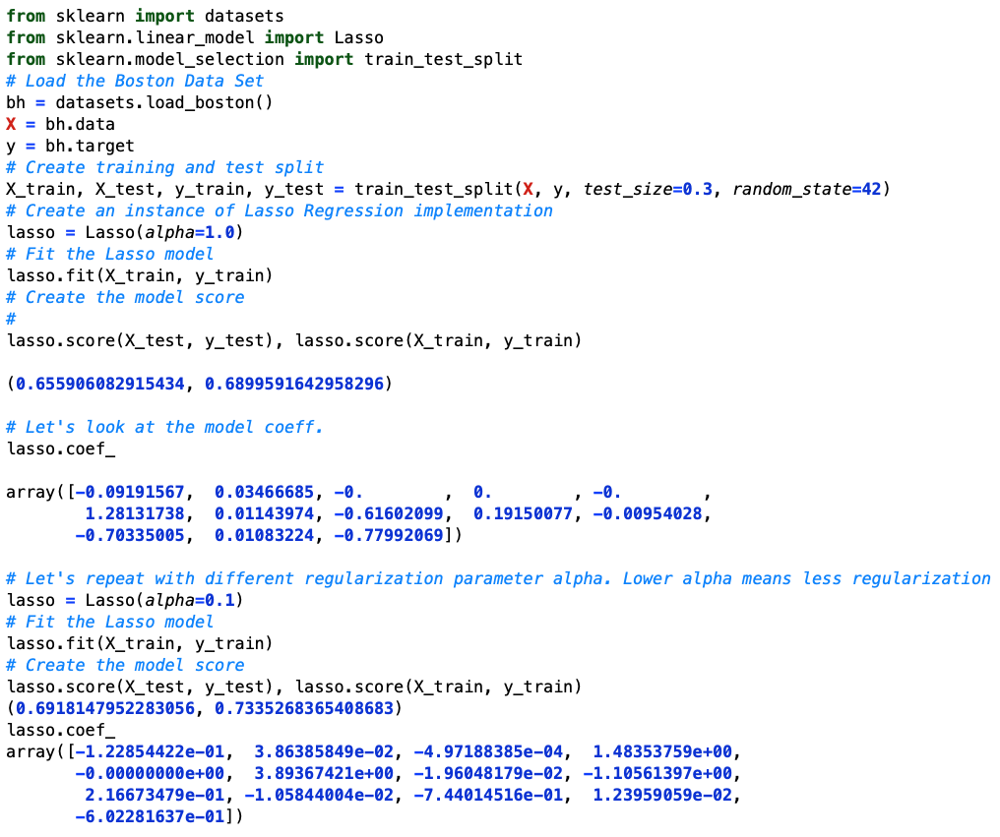 from sklearn import datasets
from sklearn.linear_model import Lasso
from sklearn.model_selection import train_test_split
# Load the Boston Data Set
bh = datasets.load_boston()
X = bh.data
y = bh.target
# Create training and test split
X_train, X_test, y_train, y_test = train_test_split(X, y, test_size=0.3, random_state=42)
# Create an instance of Lasso Regression implementation
lasso = Lasso(alpha=1.0)
# Fit the Lasso model
lasso.fit(X_train, y_train)
# Create the model score
#
lasso.score(X_test, y_test), lasso.score(X_train, y_train)
(0.655906082915434, 0.6899591642958296)
# Let's look at the model coeff.
lasso.coef_
array([-0.09191567,  0.03466685, -0.        ,  0.        , -0.        ,
        1.28131738,  0.01143974, -0.61602099,  0.19150077, -0.00954028,
       -0.70335005,  0.01083224, -0.77992069])
# Let's repeat with different regularization parameter alpha. Lower alpha means less regularization
lasso = Lasso(alpha=0.1)
# Fit the Lasso model
lasso.fit(X_train, y_train)
# Create the model score
lasso.score(X_test, y_test), lasso.score(X_train, y_train)
(0.6918147952283056, 0.7335268365408683)
lasso.coef_
array([-1.22854422e-01,  3.86385849e-02, -4.97188385e-04,  1.48353759e+00,
       -0.00000000e+00,  3.89367421e+00, -1.96048179e-02, -1.10561397e+00,
        2.16673479e-01, -1.05844004e-02, -7.44014516e-01,  1.23959059e-02,
       -6.02281637e-01])